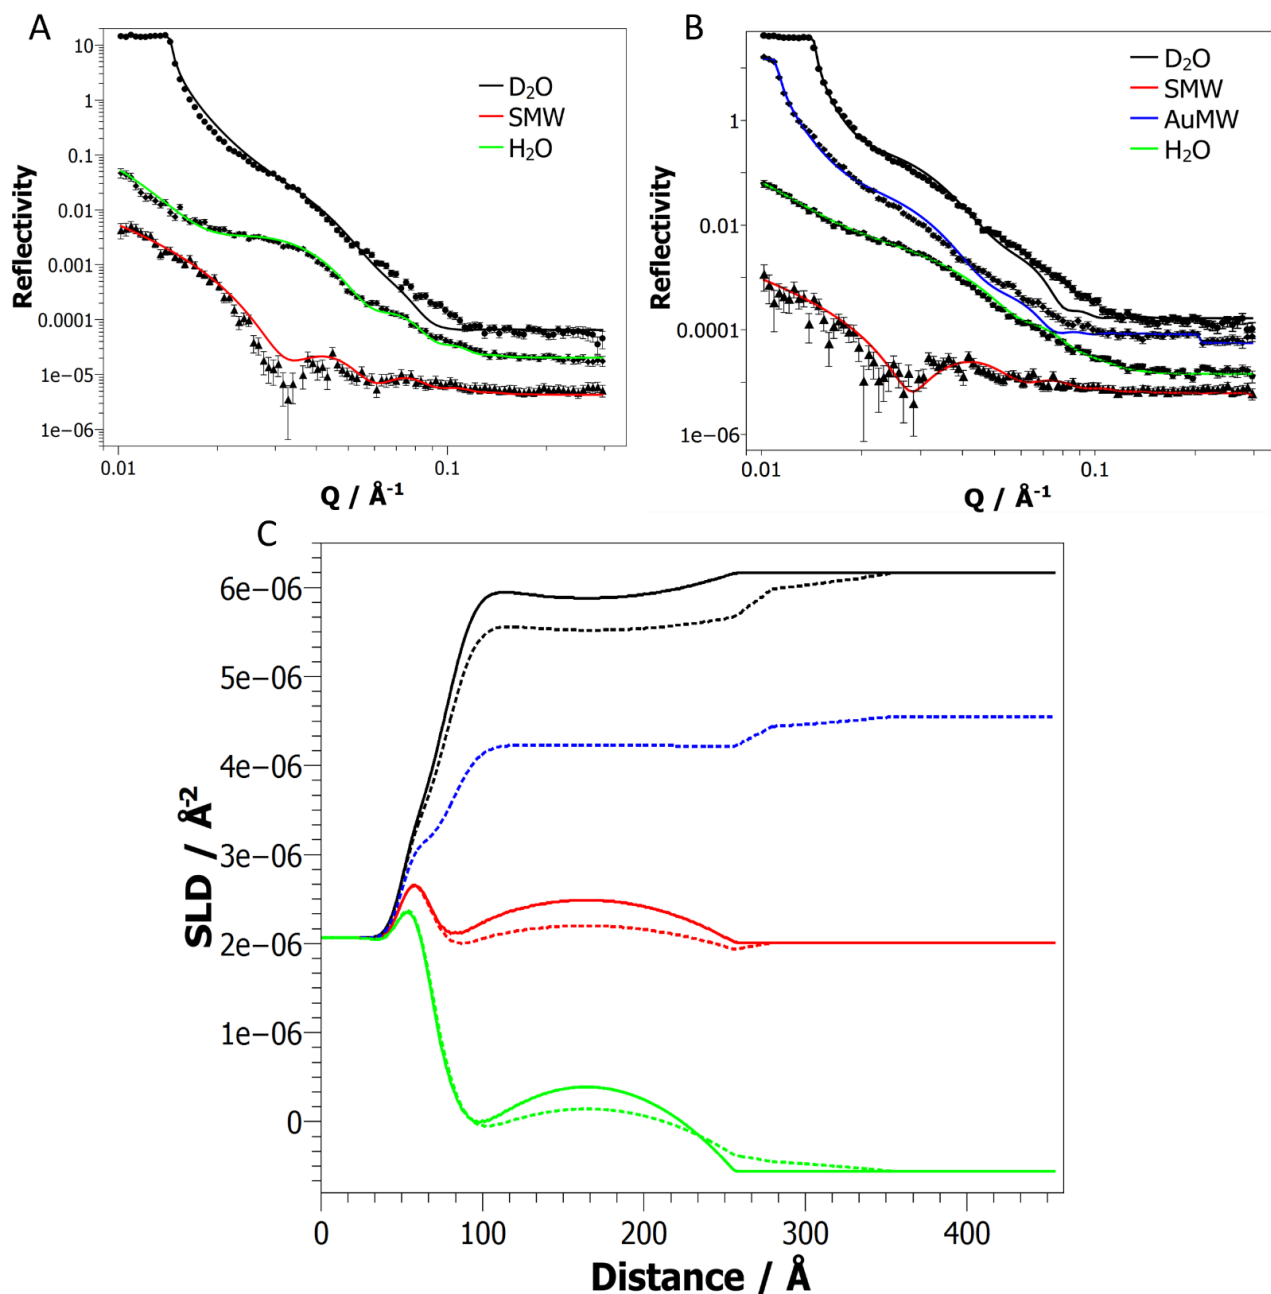 A
10
1
0.1
0.01
0.001
0.0001
1e-05
1e-06
Reflectivity
D₂O
SMW
H₂O
0.01
0.1
Q / Å⁻¹
B
1
0.01
0.0001
1e-06
Reflectivity
D₂O
SMW
AuMW
H₂O
0.01
0.1
Q / Å⁻¹
C
6e−06
5e−06
4e−06
3e−06
2e−06
1e−06
0
SLD / Å⁻²
0
100
200
300
400
Distance / Å